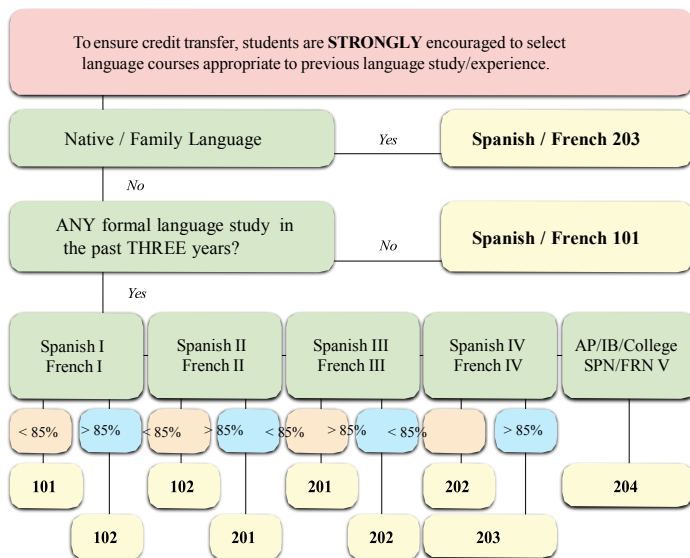 To ensure credit transfer, students are STRONGLY encouraged to select
language courses appropriate to previous language study/experience.
Native / Family Language
Yes
Spanish / French 203
No
ANY formal language study in
the past THREE years?
No
Spanish / French 101
Yes
Spanish I
French I
Spanish II
French II
Spanish III
French III
Spanish IV
French IV
AP/IB/College
SPN/FRN V
< 85%
> 85%
< 85%
> 85%
< 85%
> 85%
< 85%
> 85%
101
102
201
202
204
102
201
202
203